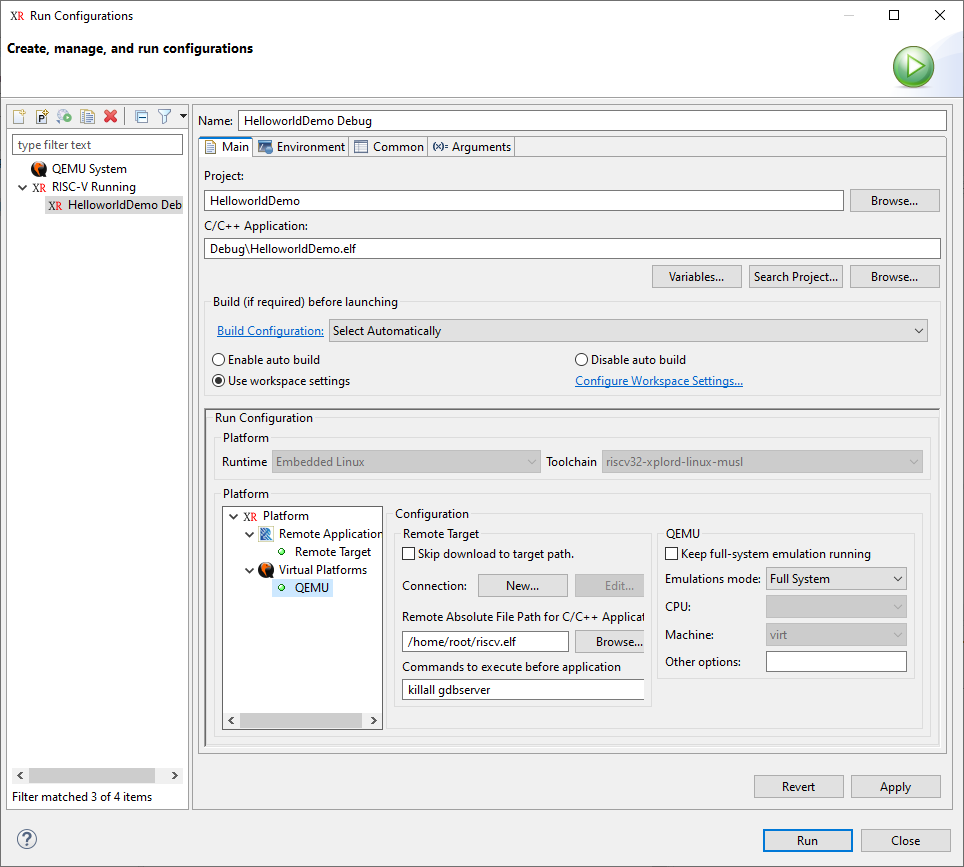 XR Run Configurations
Create, manage, and run configurations
type filter text
QEMU System
XR RISC-V Running
XR HelloworldDemo Deb
Filter matched 3 of 4 items
Name: HelloworldDemo Debug
Main Environment Common (x)= Arguments
Project:
HelloworldDemo Browse...
C/C++ Application:
Debug\HelloworldDemo.elf
Variables... Search Project... Browse...
Build (if required) before launching
Build Configuration: Select Automatically
Enable auto build Disable auto build
Use workspace settings Configure Workspace Settings...
Run Configuration
Platform
Runtime Embedded Linux Toolchain riscv32-xplord-linux-musl
Platform
XR Platform
Remote Application
Remote Target
Virtual Platforms
QEMU
Configuration
Remote Target
Skip download to target path.
Connection: New... Edit...
Remote Absolute File Path for C/C++ Applicat
/home/root/riscv.elf Browse...
Commands to execute before application
killall gdbserver
QEMU
Keep full-system emulation running
Emulations mode: Full System
CPU:
Machine: virt
Other options:
Revert Apply
? Run Close